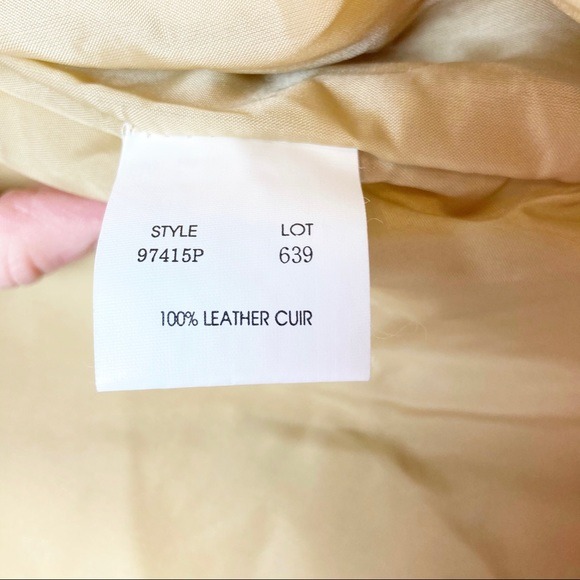 STYLE LOT
97415P 639
100% LEATHER CUIR